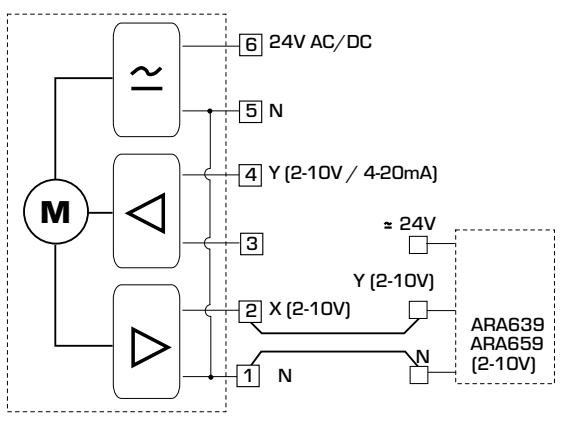 6 24V AC/DC
5 N
4 Y (2-10V / 4-20mA)
M
3
≃ 24V
Y (2-10V)
2 X (2-10V)
ARA639
ARA659
(2-10V)
N
1 N